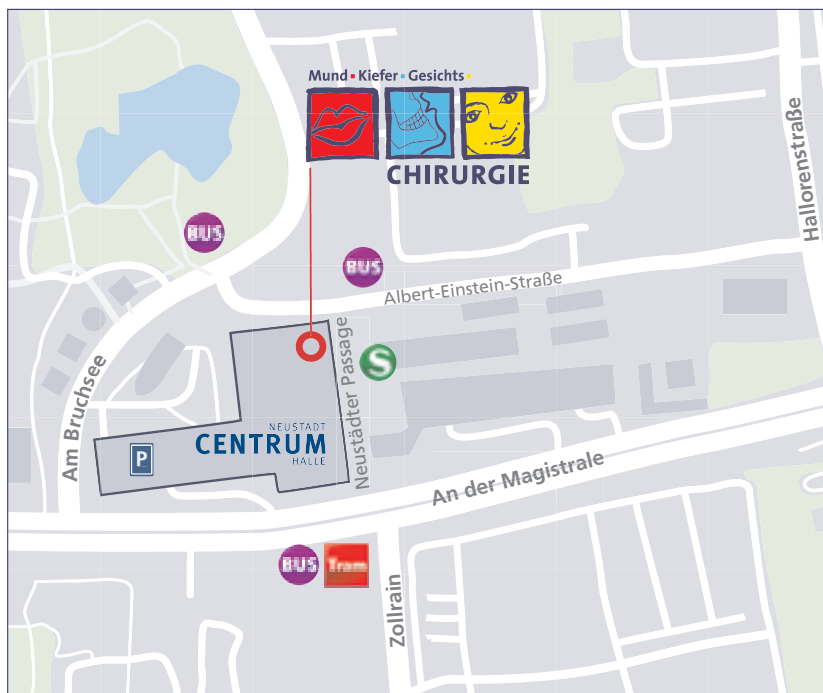 Mund · Kiefer · Gesichts ·
CHIRURGIE
Hallorenstraße
BUS
BUS
Albert-Einstein-Straße
Neustädter Passage
S
Am Bruchsee
NEUSTADT
CENTRUM
HALLE
P
An der Magistrale
BUS
Tram
Zollrain